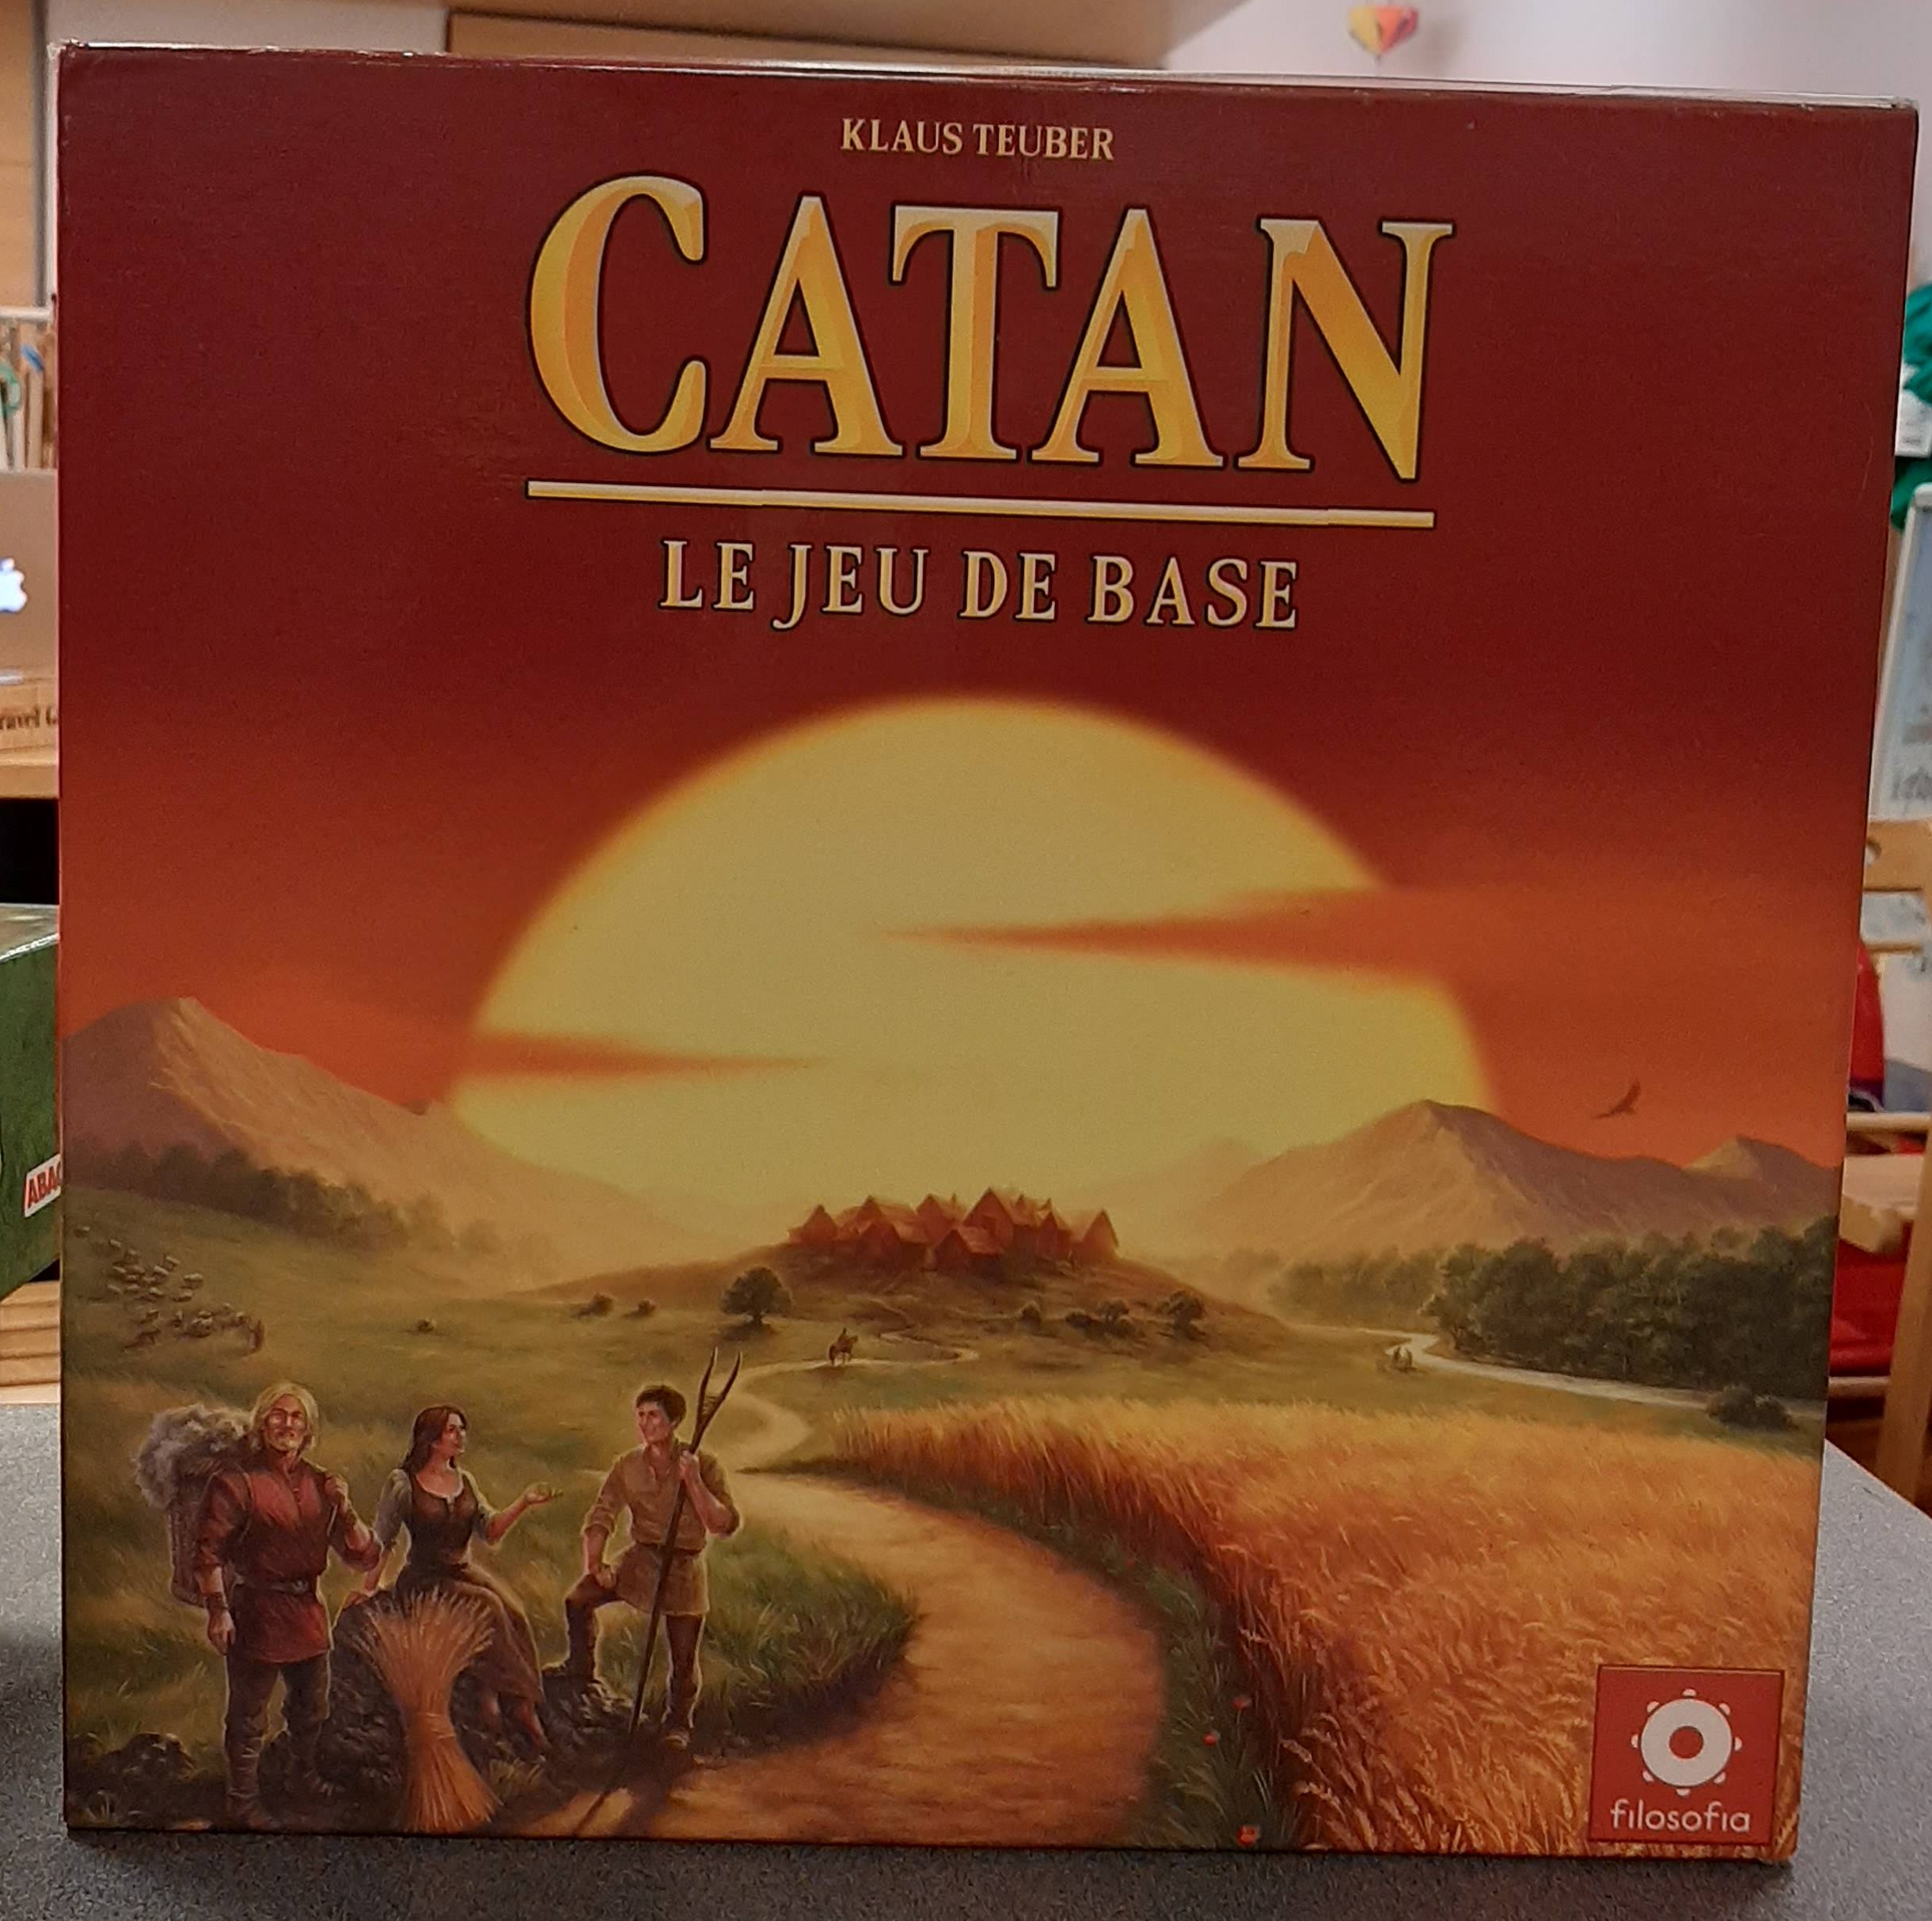 KLAUS TEUBER
CATAN
LE JEU DE BASE
filosofia